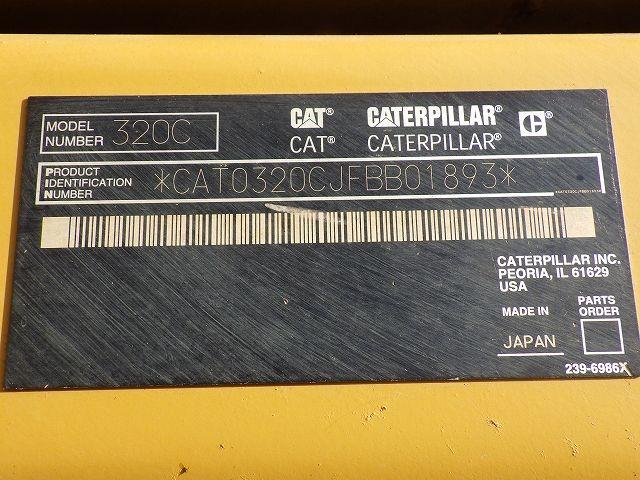 MODEL NUMBER 320C
CAT CATERPILLAR C
CAT® CATERPILLAR®
PRODUCT IDENTIFICATION NUMBER *CAT0320CJFBB01893*
*CAT0320CJFBB01893*
CATERPILLAR INC.
PEORIA, IL 61629
USA
MADE IN
JAPAN
PARTS ORDER
239-6986X